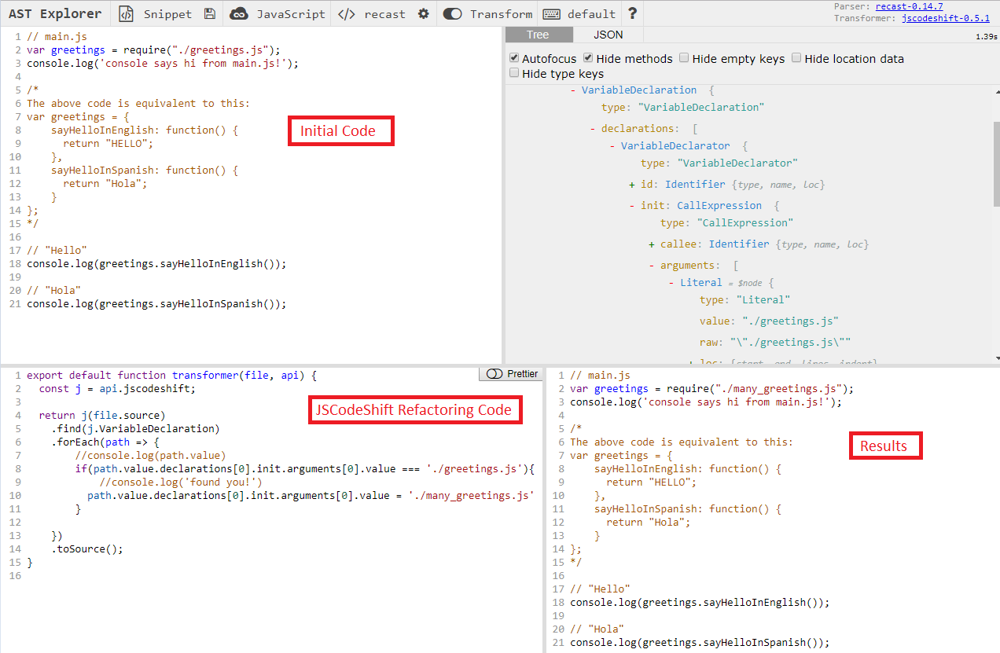 AST Explorer Snippet JavaScript </> recast Transform default ?
Parser: recast-0.14.7
Transformer: jscodeshift-0.5.1
1 // main.js
2 var greetings = require("./greetings.js");
3 console.log('console says hi from main.js!');
4
5 /*
6 The above code is equivalent to this:
7 var greetings = {
8 sayHelloInEnglish: function() {
9 return "HELLO";
10 },
11 sayHelloInSpanish: function() {
12 return "Hola";
13 }
14 };
15 */
16
17 // "Hello"
18 console.log(greetings.sayHelloInEnglish());
19
20 // "Hola"
21 console.log(greetings.sayHelloInSpanish());
Initial Code
Tree JSON 1.39s
Autofocus Hide methods Hide empty keys Hide location data
Hide type keys
- VariableDeclaration {
type: "VariableDeclaration"
- declarations: [
- VariableDeclarator {
type: "VariableDeclarator"
+ id: Identifier {type, name, loc}
- init: CallExpression {
type: "CallExpression"
+ callee: Identifier {type, name, loc}
- arguments: [
- Literal = $node {
type: "Literal"
value: "./greetings.js"
raw: "\"./greetings.js\""
+ loc: {start, end, lines, indent}
Prettier
1 export default function transformer(file, api) {
2 const j = api.jscodeshift;
3
4 return j(file.source)
5 .find(j.VariableDeclaration)
6 .forEach(path => {
7 //console.log(path.value)
8 if(path.value.declarations[0].init.arguments[0].value === './greetings.js'){
9 //console.log('found you!')
10 path.value.declarations[0].init.arguments[0].value = './many_greetings.js'
11 }
12
13 })
14 .toSource();
15 }
16
JSCodeShift Refactoring Code
1 // main.js
2 var greetings = require("./many_greetings.js");
3 console.log('console says hi from main.js!');
4
5 /*
6 The above code is equivalent to this:
7 var greetings = {
8 sayHelloInEnglish: function() {
9 return "HELLO";
10 },
11 sayHelloInSpanish: function() {
12 return "Hola";
13 }
14 };
15 */
16
17 // "Hello"
18 console.log(greetings.sayHelloInEnglish());
19
20 // "Hola"
21 console.log(greetings.sayHelloInSpanish());
Results